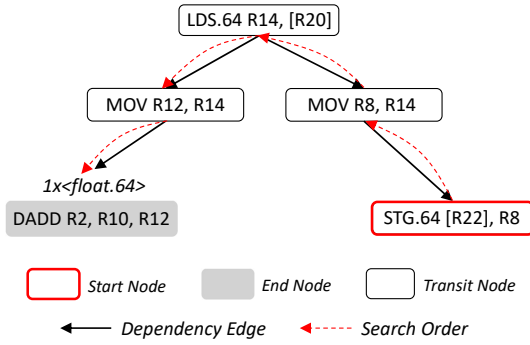 LDS.64 R14, [R20]
MOV R12, R14
MOV R8, R14
1x<float.64>
DADD R2, R10, R12
STG.64 [R22], R8
Start Node
End Node
Transit Node
Dependency Edge
Search Order